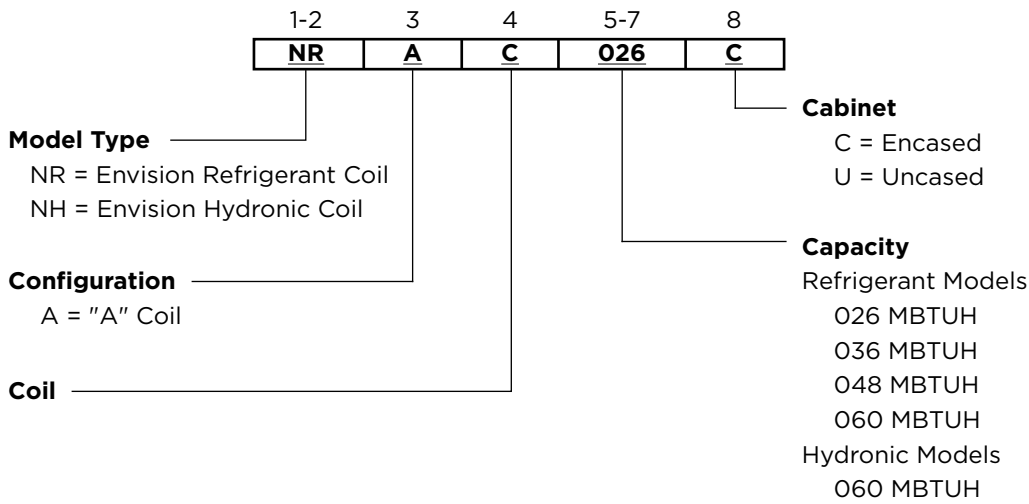 1-2 3 4 5-7 8
NR A C 026 C
Model Type
NR = Envision Refrigerant Coil
NH = Envision Hydronic Coil
Configuration
A = "A" Coil
Coil
Cabinet
C = Encased
U = Uncased
Capacity
Refrigerant Models
026 MBTUH
036 MBTUH
048 MBTUH
060 MBTUH
Hydronic Models
060 MBTUH